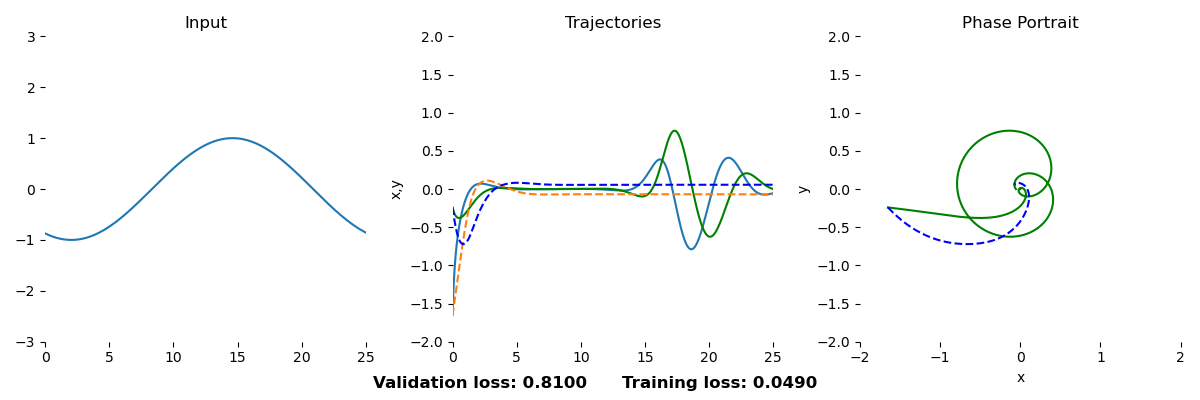 Input
Trajectories
Phase Portrait
3
2
1
0
−1
−2
−3
0 5 10 15 20 25
x,y
2.0
1.5
1.0
0.5
0.0
−0.5
−1.0
−1.5
−2.0
0 5 10 15 20 25
y
2.0
1.5
1.0
0.5
0.0
−0.5
−1.0
−1.5
−2.0
−2 −1 0 1 2
x
Validation loss: 0.8100 Training loss: 0.0490